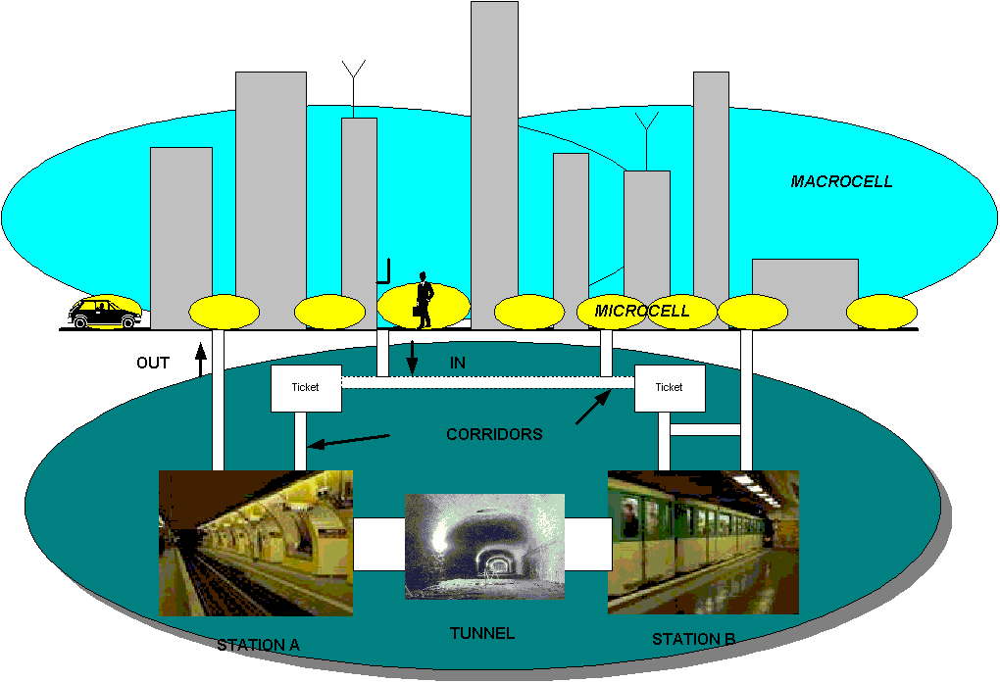 MACROCELL
MICROCELL
OUT
IN
Ticket
Ticket
CORRIDORS
TUNNEL
STATION A
STATION B